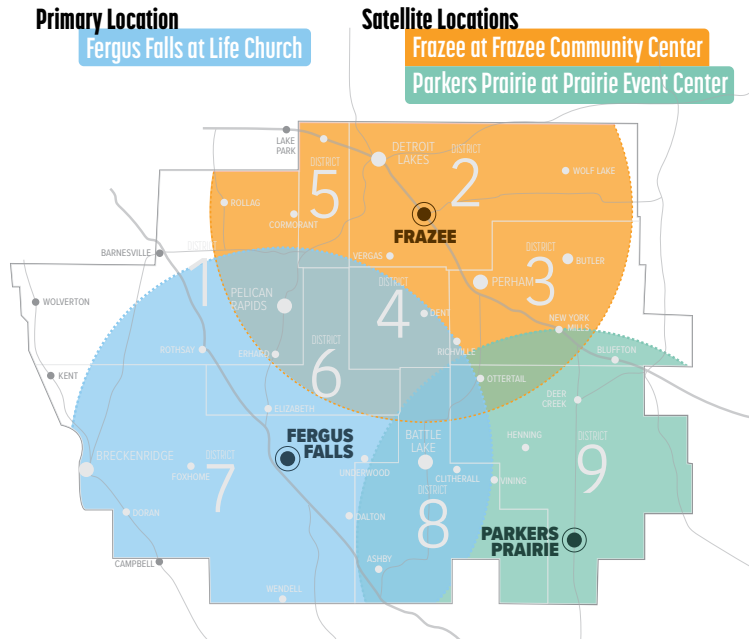 Primary Location
Fergus Falls at Life Church
Satellite Locations
Frazee at Frazee Community Center
Parkers Prairie at Prairie Event Center
LAKE
PARK
DETROIT
LAKES
DISTRICT
2
DISTRICT
5
WOLF LAKE
ROLLAG
CORMORANT
FRAZEE
BARNESVILLE
DISTRICT
1
VERGAS
DISTRICT
3
BUTLER
PERHAM
DISTRICT
4
PELICAN
RAPIDS
WOLVERTON
DENT
NEW YORK
MILLS
DISTRICT
6
ROTHSAY
ERHARD
RICHVILLE
BLUFFTON
KENT
OTTERTAIL
DEER
CREEK
ELIZABETH
FERGUS
FALLS
BATTLE
LAKE
HENNING
DISTRICT
9
BRECKENRIDGE
FOXHOME
DISTRICT
7
UNDERWOOD
CLITHERALL
VINING
DISTRICT
8
DORAN
DALTON
PARKERS
PRAIRIE
CAMPBELL
ASHBY
WENDELL